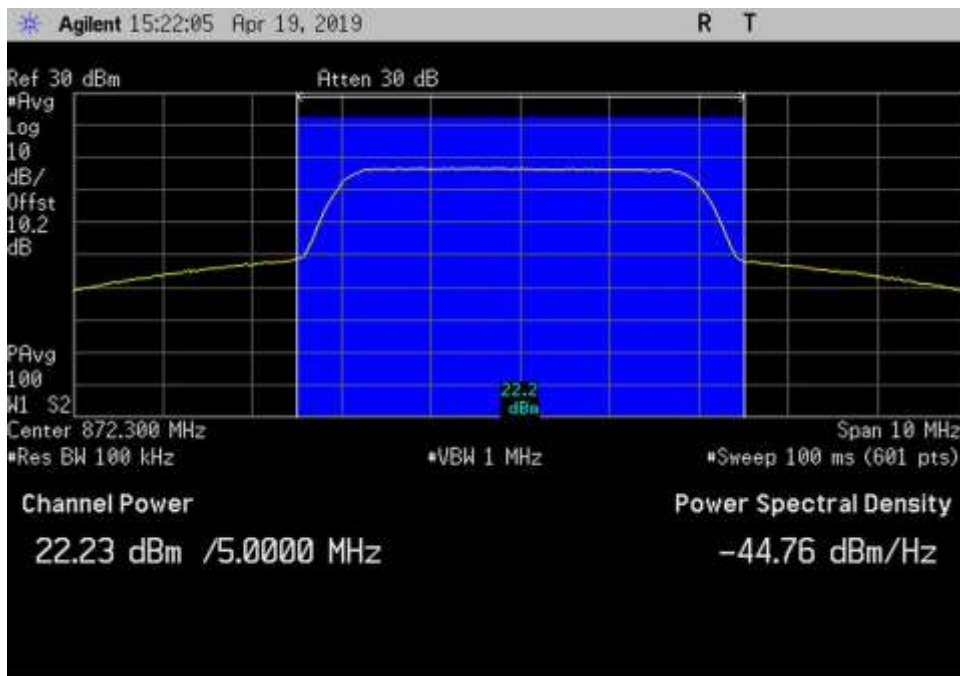 Agilent 15:22:05 Apr 19, 2019 R T
Ref 30 dBm Atten 30 dB
#Avg
Log
10
dB/
Offst
10.2
dB
PAvg
100
W1 S2
22.2
dBm
Center 872.300 MHz Span 10 MHz
#Res BW 100 kHz #VBW 1 MHz #Sweep 100 ms (601 pts)
Channel Power Power Spectral Density
22.23 dBm /5.0000 MHz -44.76 dBm/Hz